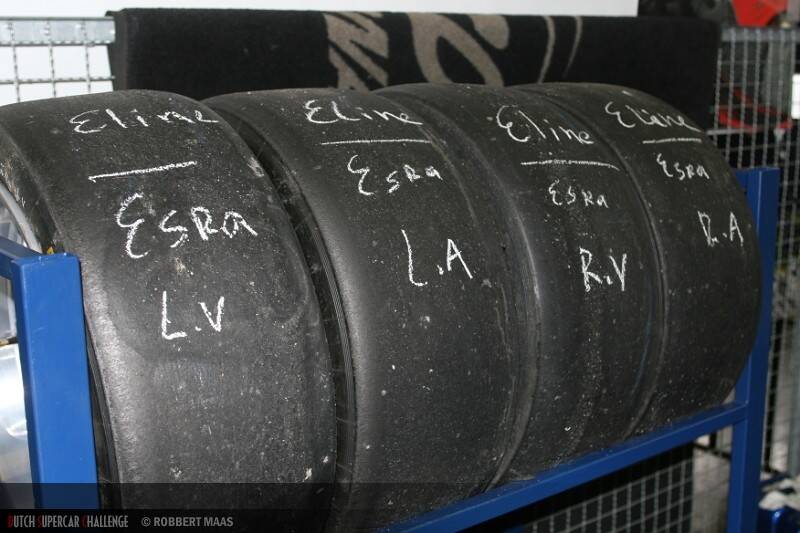 Eline
Esra
L.V
Eline
Esra
L.A
Eline
Esra
R.V
Eline
Esra
R.A
DUTCH SUPERCAR CHALLENGE © ROBBERT MAAS